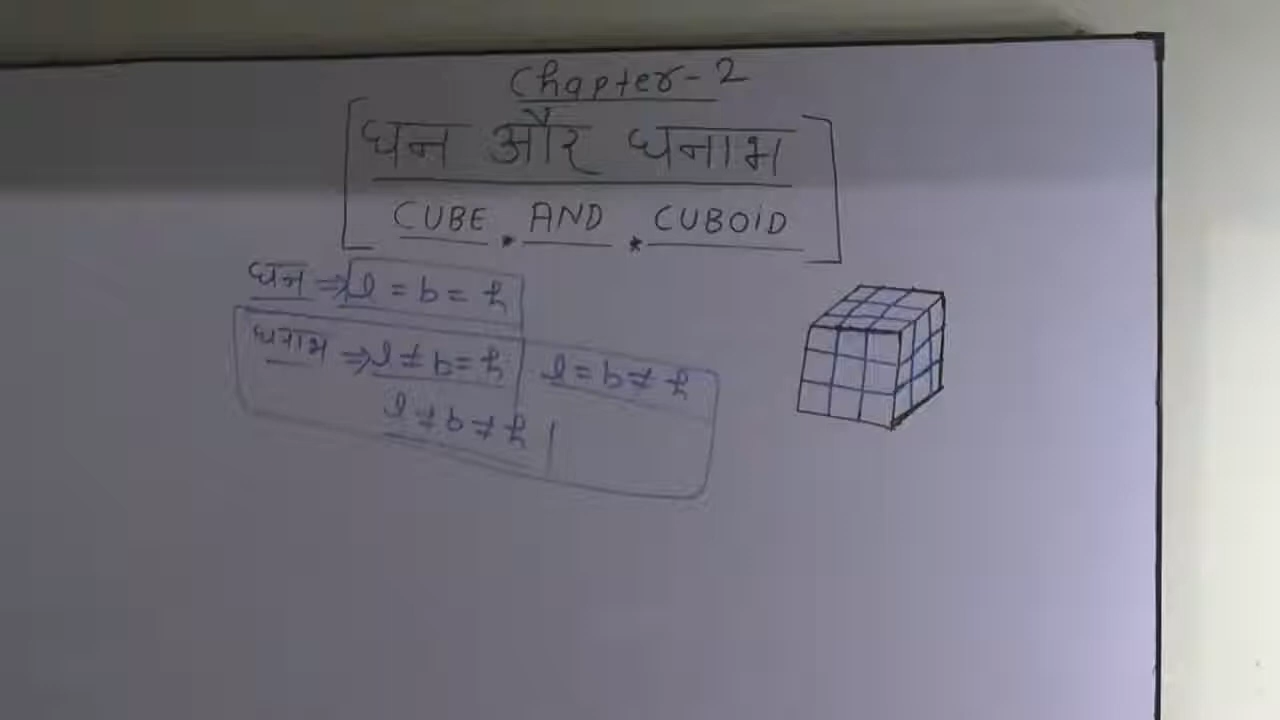 Chapter-2
घन और घनाभ
CUBE AND CUBOID
घन ⇒ l = b = h
घनाभ ⇒ l ≠ b = h l = b ≠ h
l ≠ b ≠ h